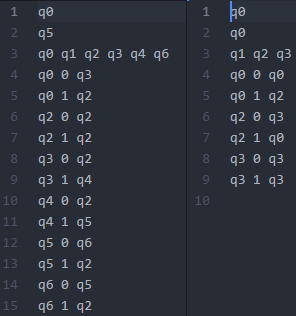 1 q0
2 q5
3 q0 q1 q2 q3 q4 q6
4 q0 0 q3
5 q0 1 q2
6 q2 0 q2
7 q2 1 q2
8 q3 0 q2
9 q3 1 q4
10 q4 0 q2
11 q4 1 q5
12 q5 0 q6
13 q5 1 q2
14 q6 0 q5
15 q6 1 q2
1 q0
2 q0
3 q1 q2 q3
4 q0 0 q0
5 q0 1 q2
6 q2 0 q3
7 q2 1 q0
8 q3 0 q3
9 q3 1 q3
10